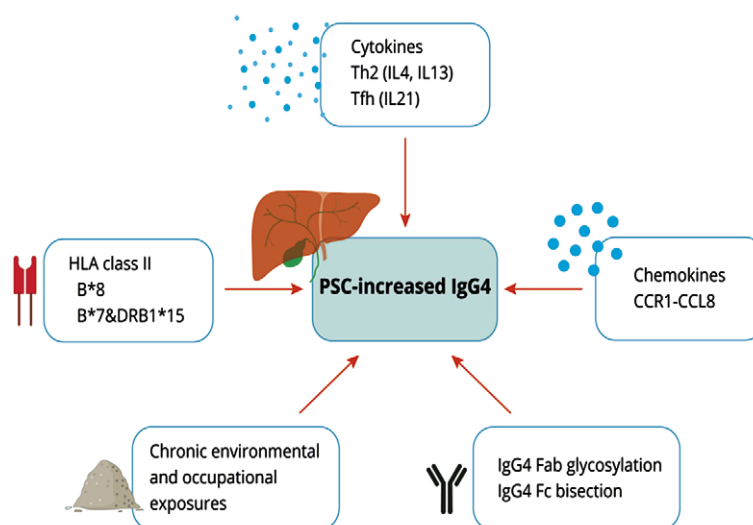 Cytokines
Th2 (IL4, IL13)
Tfh (IL21)
HLA class II
B*8
B*7&DRB1*15
PSC-increased IgG4
Chemokines
CCR1-CCL8
Chronic environmental
and occupational
exposures
IgG4 Fab glycosylation
IgG4 Fc bisection